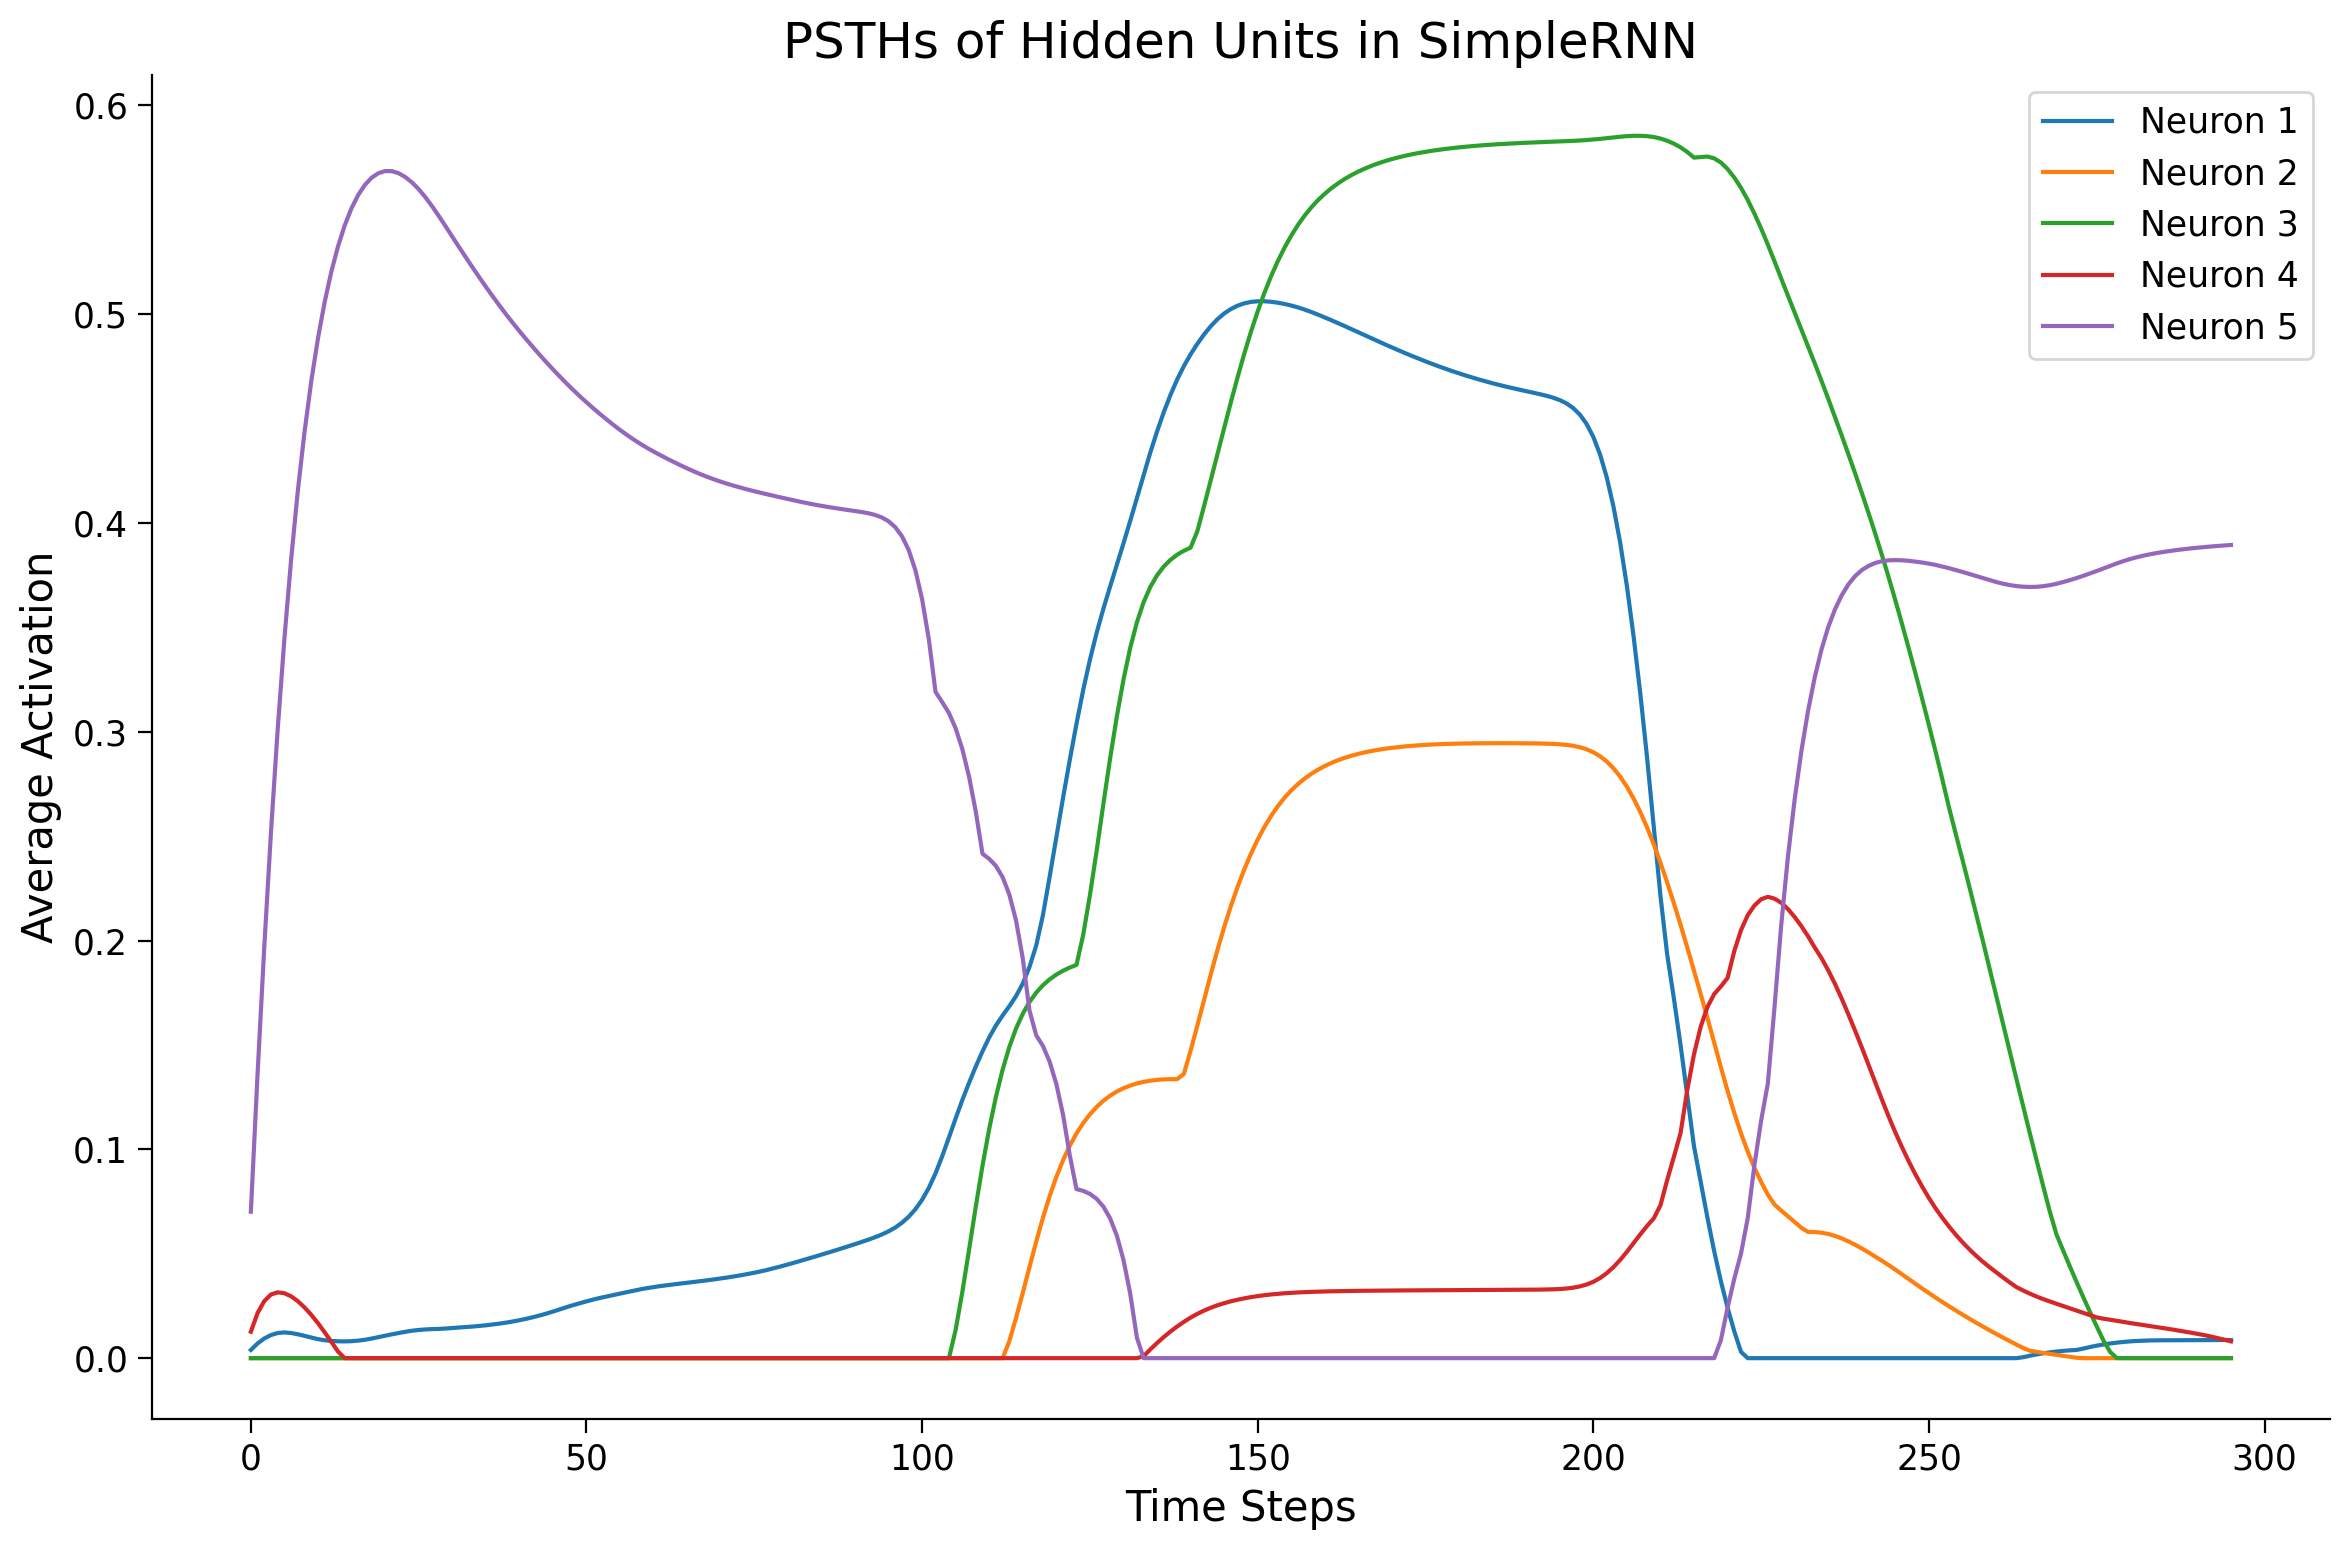 PSTHs of Hidden Units in SimpleRNN
Neuron 1
Neuron 2
Neuron 3
Neuron 4
Neuron 5
Average Activation
0.6
0.5
0.4
0.3
0.2
0.1
0.0
0 50 100 150 200 250 300
Time Steps